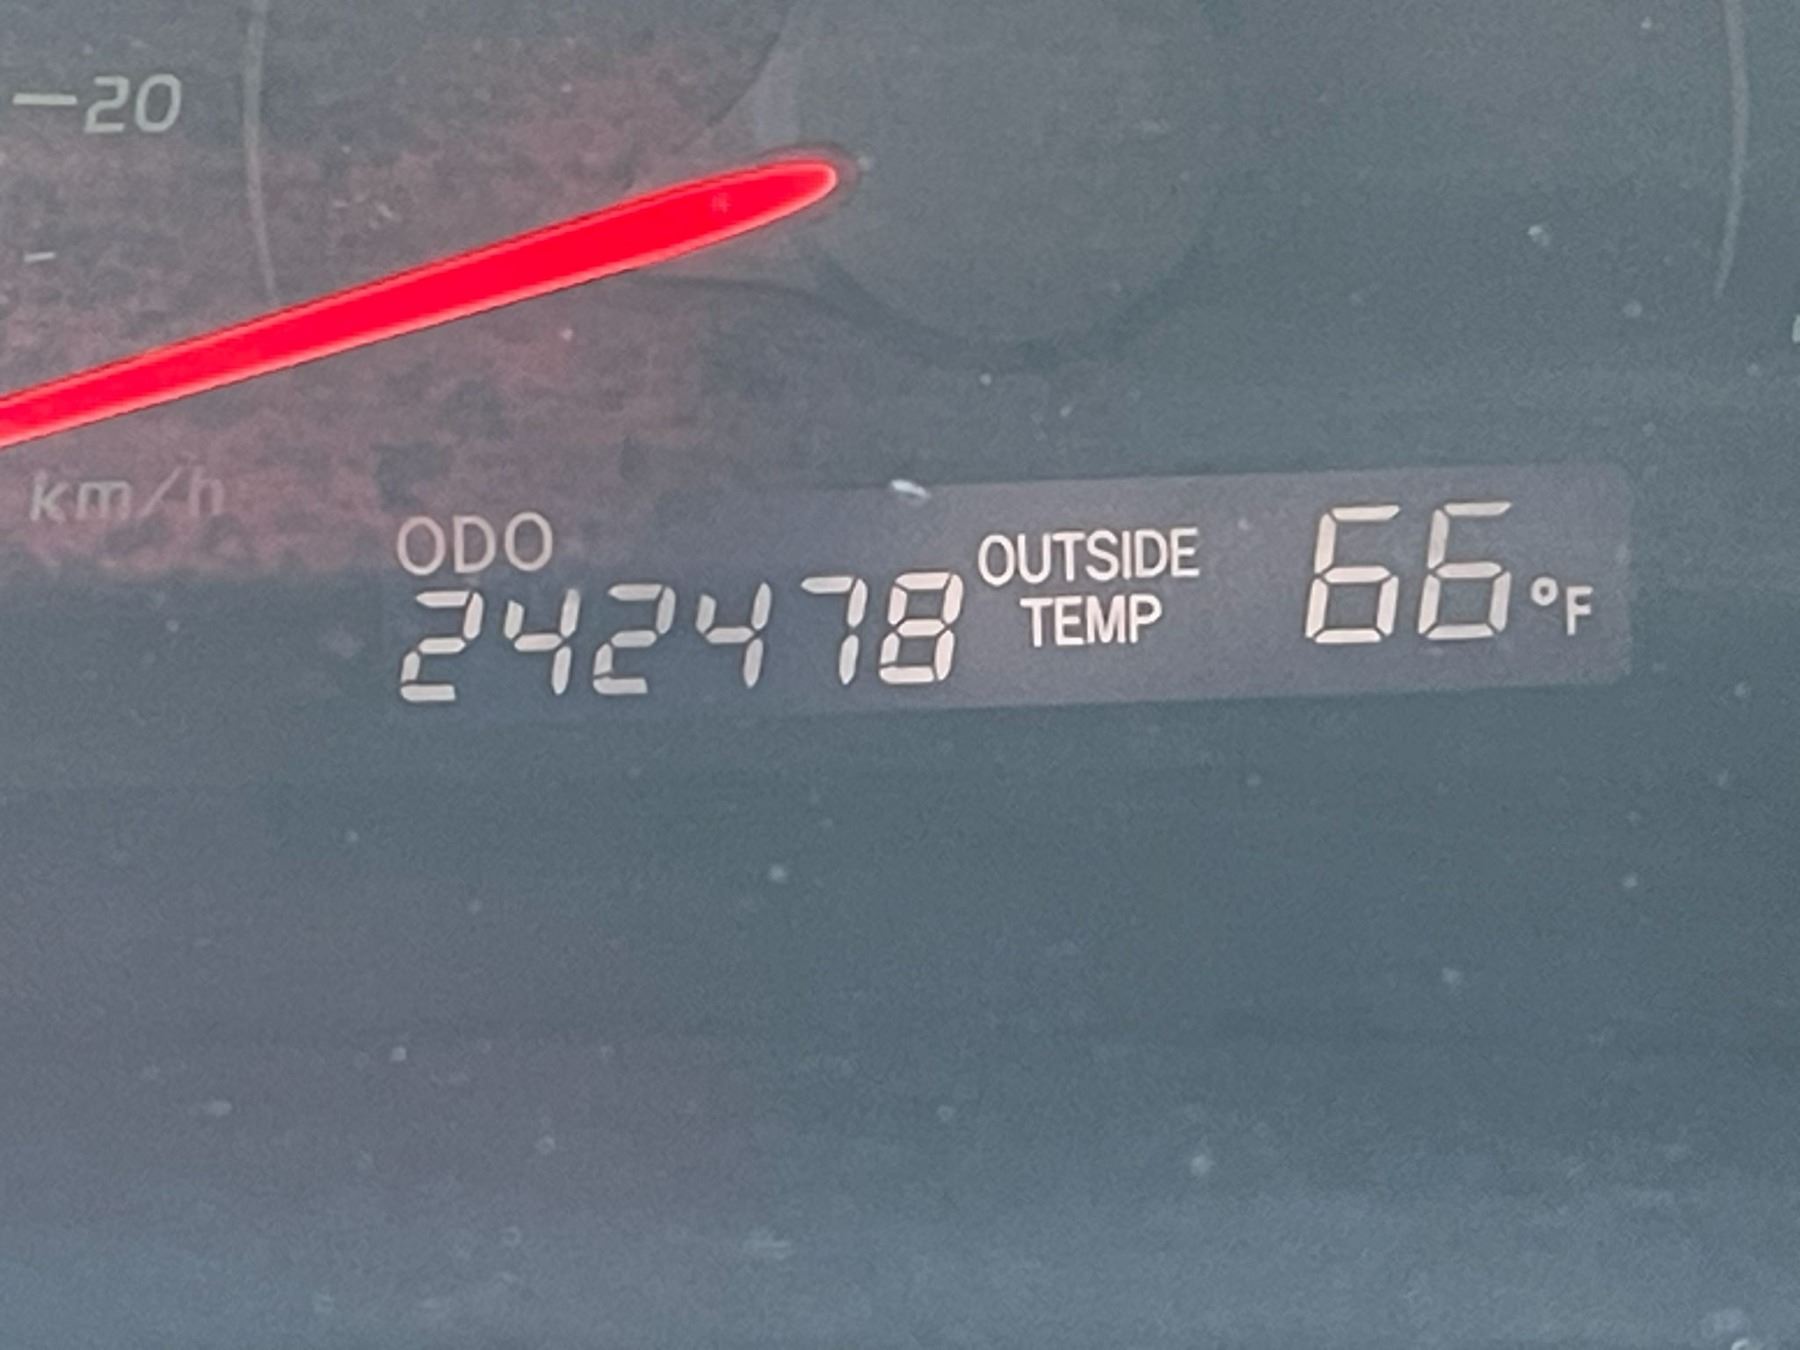 20
km/h
ODO
242478
OUTSIDE
TEMP
66°F